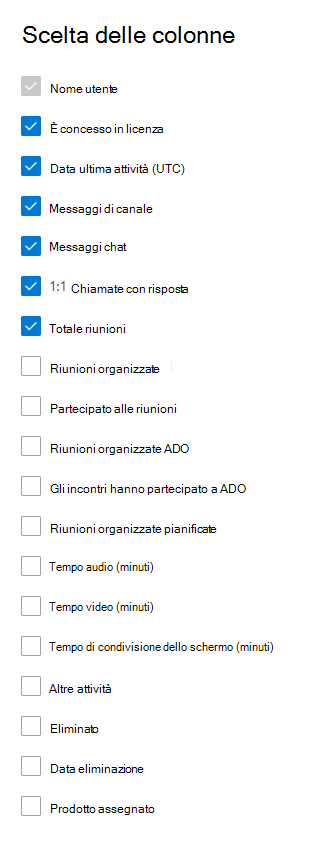 Scelta delle colonne
Nome utente
È concesso in licenza
Data ultima attività (UTC)
Messaggi di canale
Messaggi chat
1:1 Chiamate con risposta
Totale riunioni
Riunioni organizzate
Partecipato alle riunioni
Riunioni organizzate ADO
Gli incontri hanno partecipato a ADO
Riunioni organizzate pianificate
Tempo audio (minuti)
Tempo video (minuti)
Tempo di condivisione dello schermo (minuti)
Altre attività
Eliminato
Data eliminazione
Prodotto assegnato